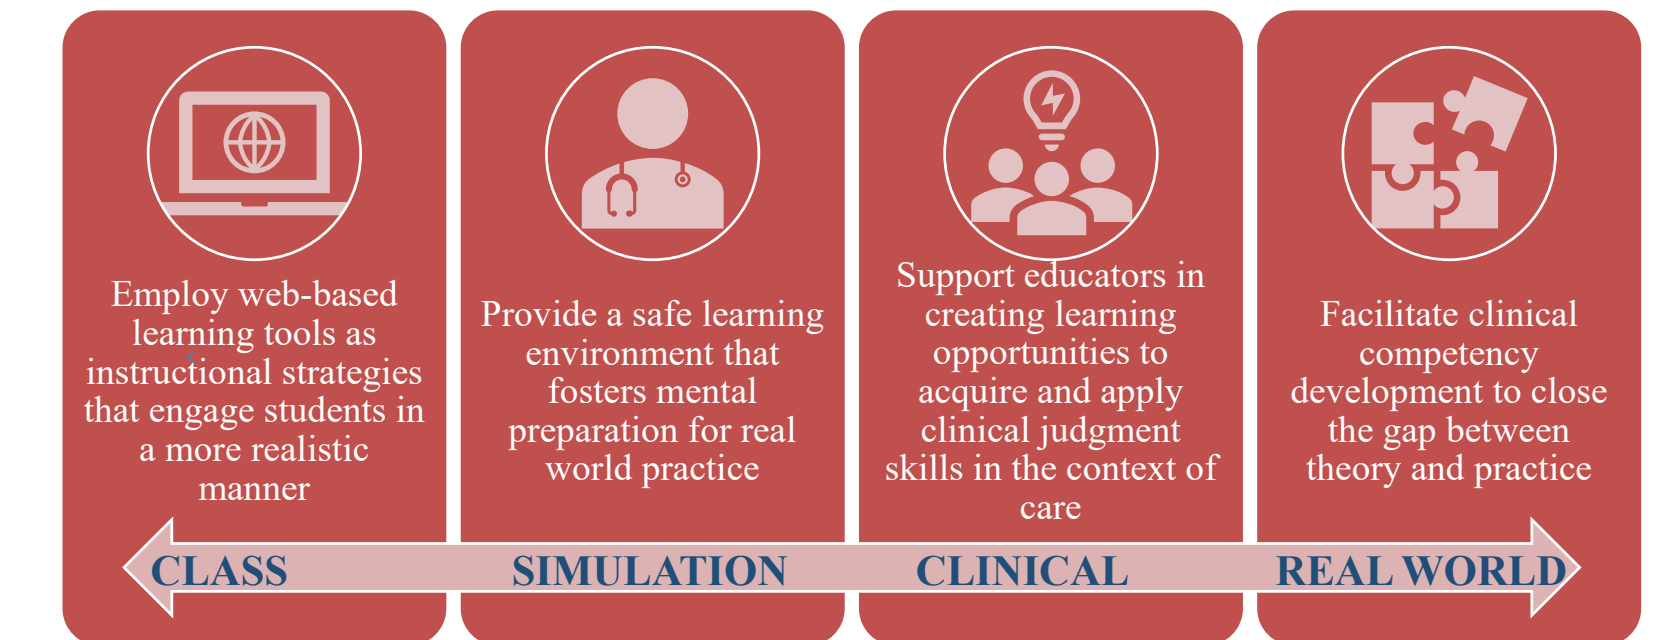 Employ web-based
learning tools as
instructional strategies
that engage students in
a more realistic
manner
Provide a safe learning
environment that
fosters mental
preparation for real
world practice
Support educators in
creating learning
opportunities to
acquire and apply
clinical judgment
skills in the context of
care
Facilitate clinical
competency
development to close
the gap between
theory and practice
CLASS
SIMULATION
CLINICAL
REAL WORLD